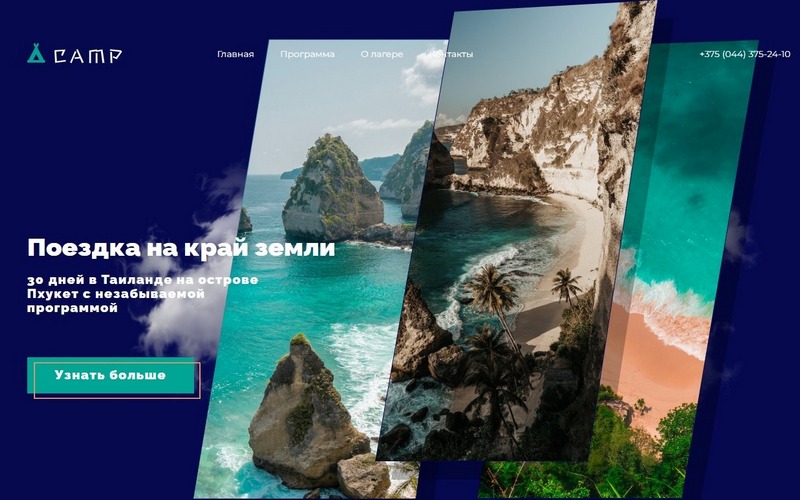 CAMP
Главная Программа О лагере Контакты +375 (044) 375-24-10
Поездка на край земли
30 дней в Таиланде на острове
Пхукет с незабываемой
программой
Узнать больше